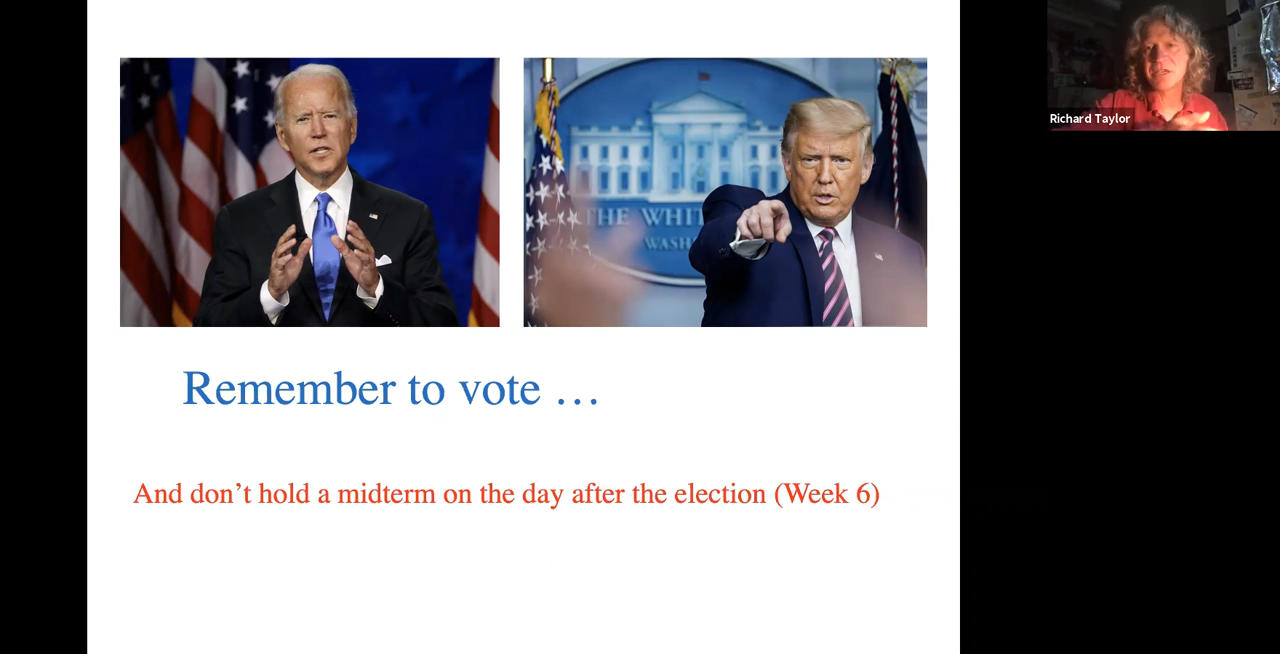 THE WHIT
WASH
Richard Taylor
Remember to vote …
And don’t hold a midterm on the day after the election (Week 6)